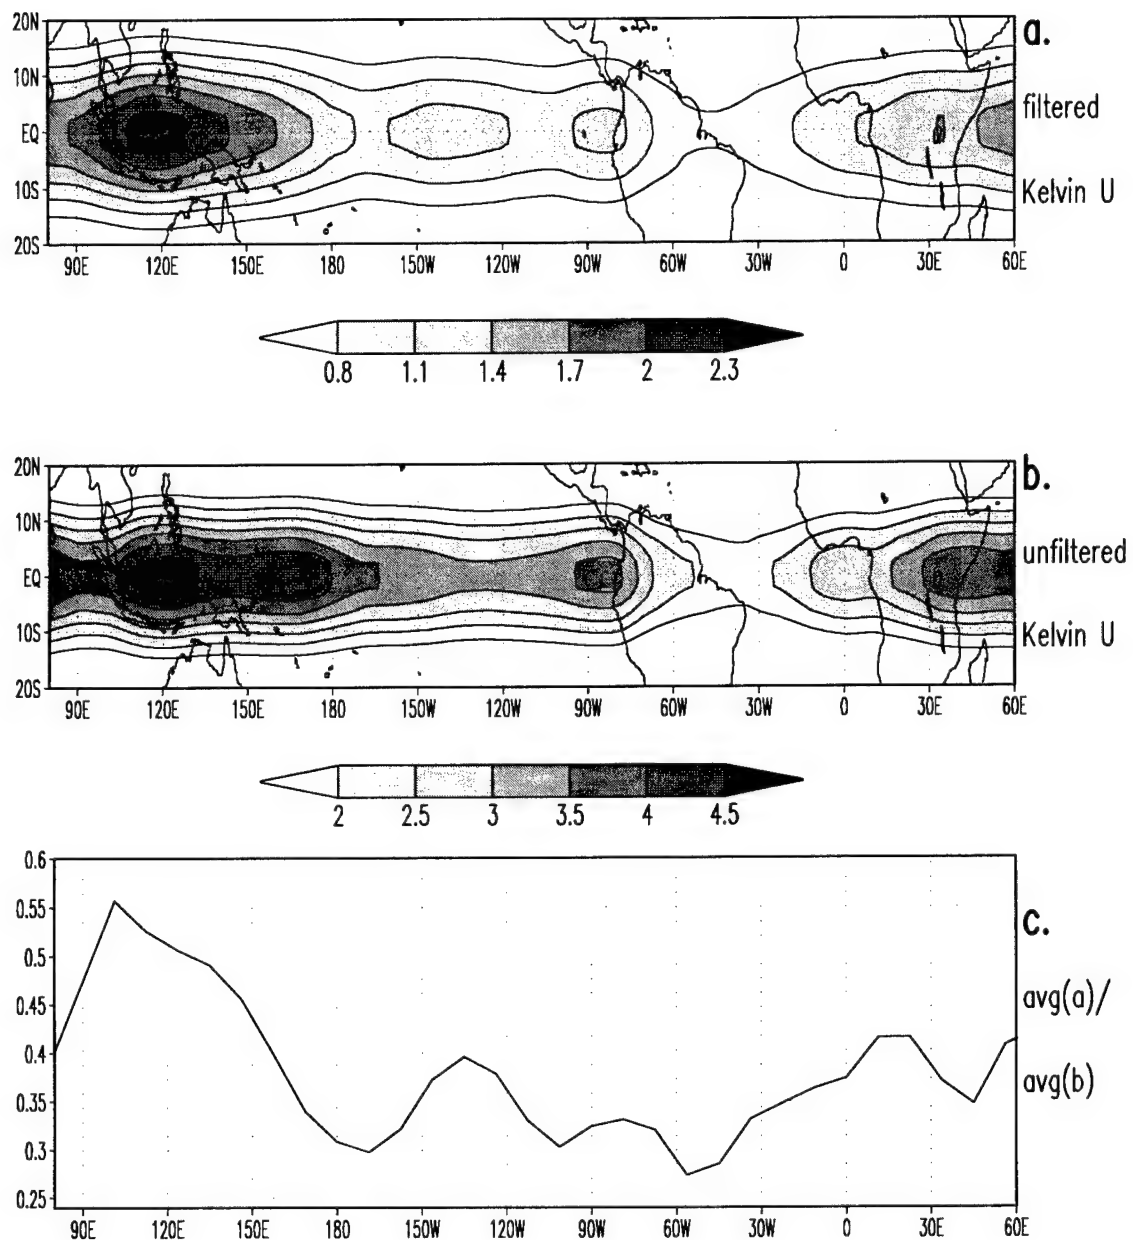 20N
10N
EQ
10S
20S
90E 120E 150E 180 150W 120W 90W 60W 30W 0 30E 60E
a.
filtered
Kelvin U
0.8 1.1 1.4 1.7 2 2.3
20N
10N
EQ
10S
20S
90E 120E 150E 180 150W 120W 90W 60W 30W 0 30E 60E
b.
unfiltered
Kelvin U
2 2.5 3 3.5 4 4.5
0.6
0.55
0.5
0.45
0.4
0.35
0.3
0.25
90E 120E 150E 180 150W 120W 90W 60W 30W 0 30E 60E
c.
avg(a)/
avg(b)